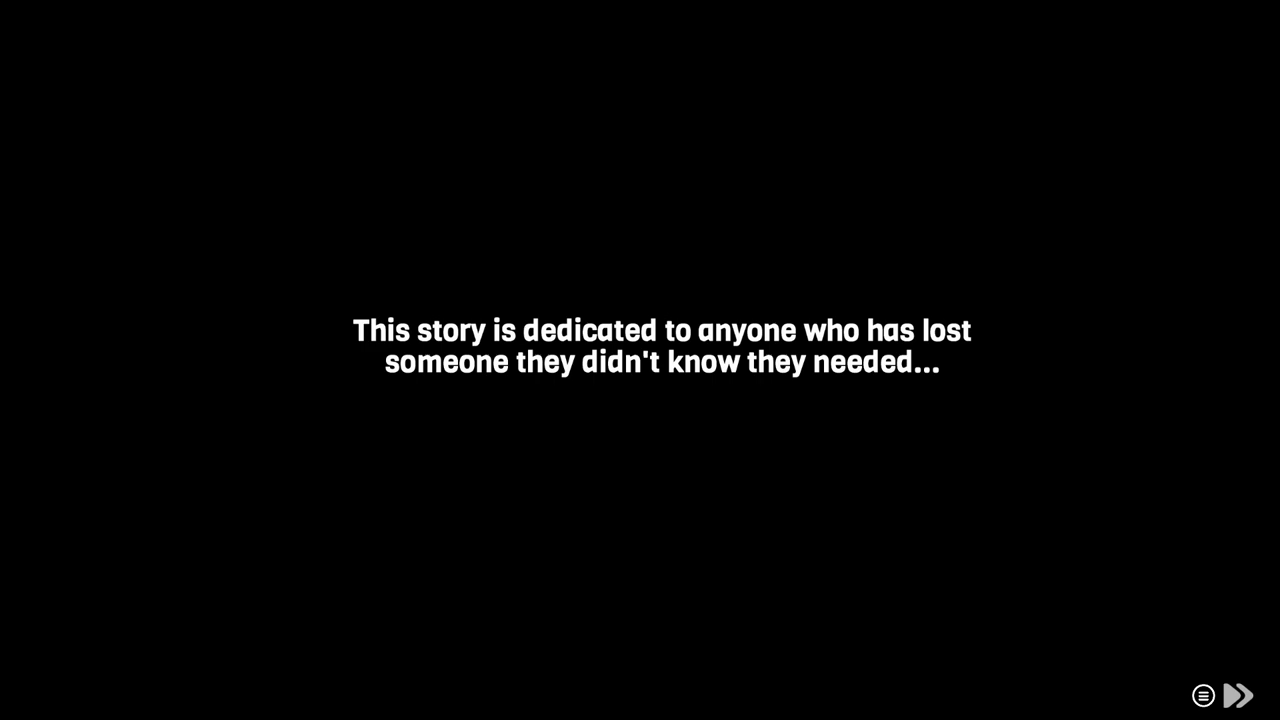 This story is dedicated to anyone who has lost
someone they didn't know they needed...